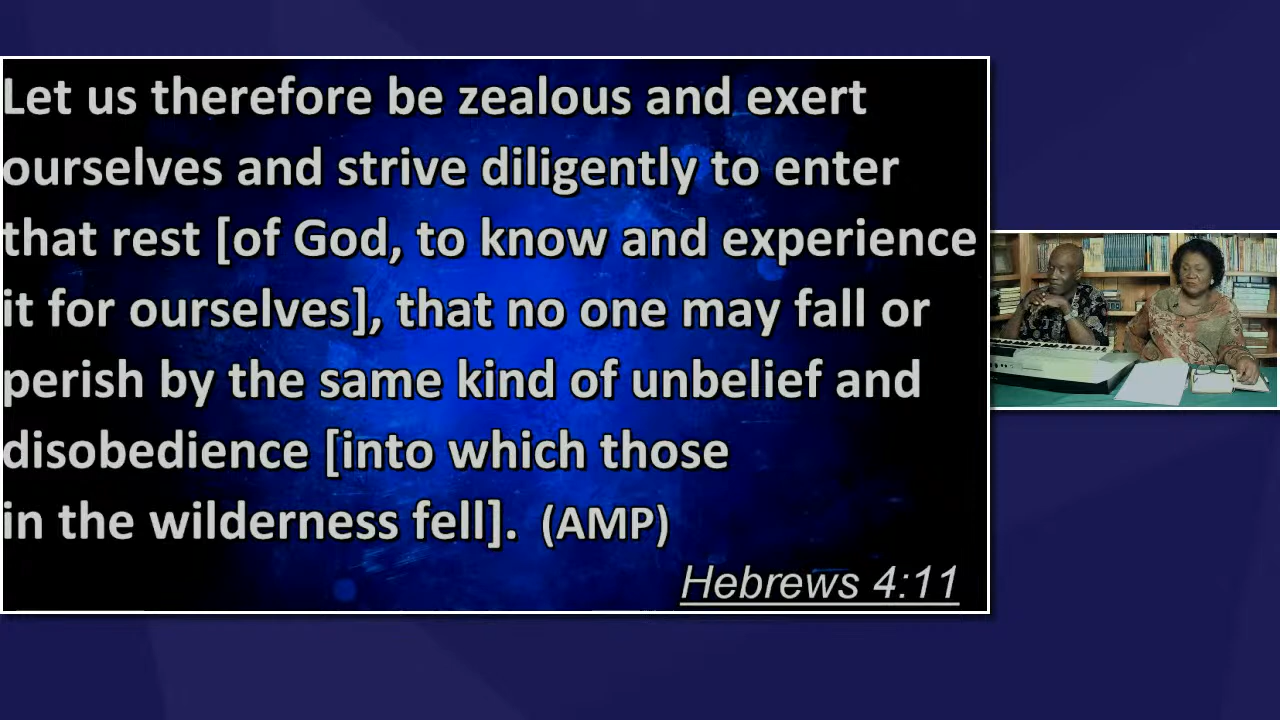 Let us therefore be zealous and exert
ourselves and strive diligently to enter
that rest [of God, to know and experience
it for ourselves], that no one may fall or
perish by the same kind of unbelief and
disobedience [into which those
in the wilderness fell]. (AMP)
Hebrews 4:11